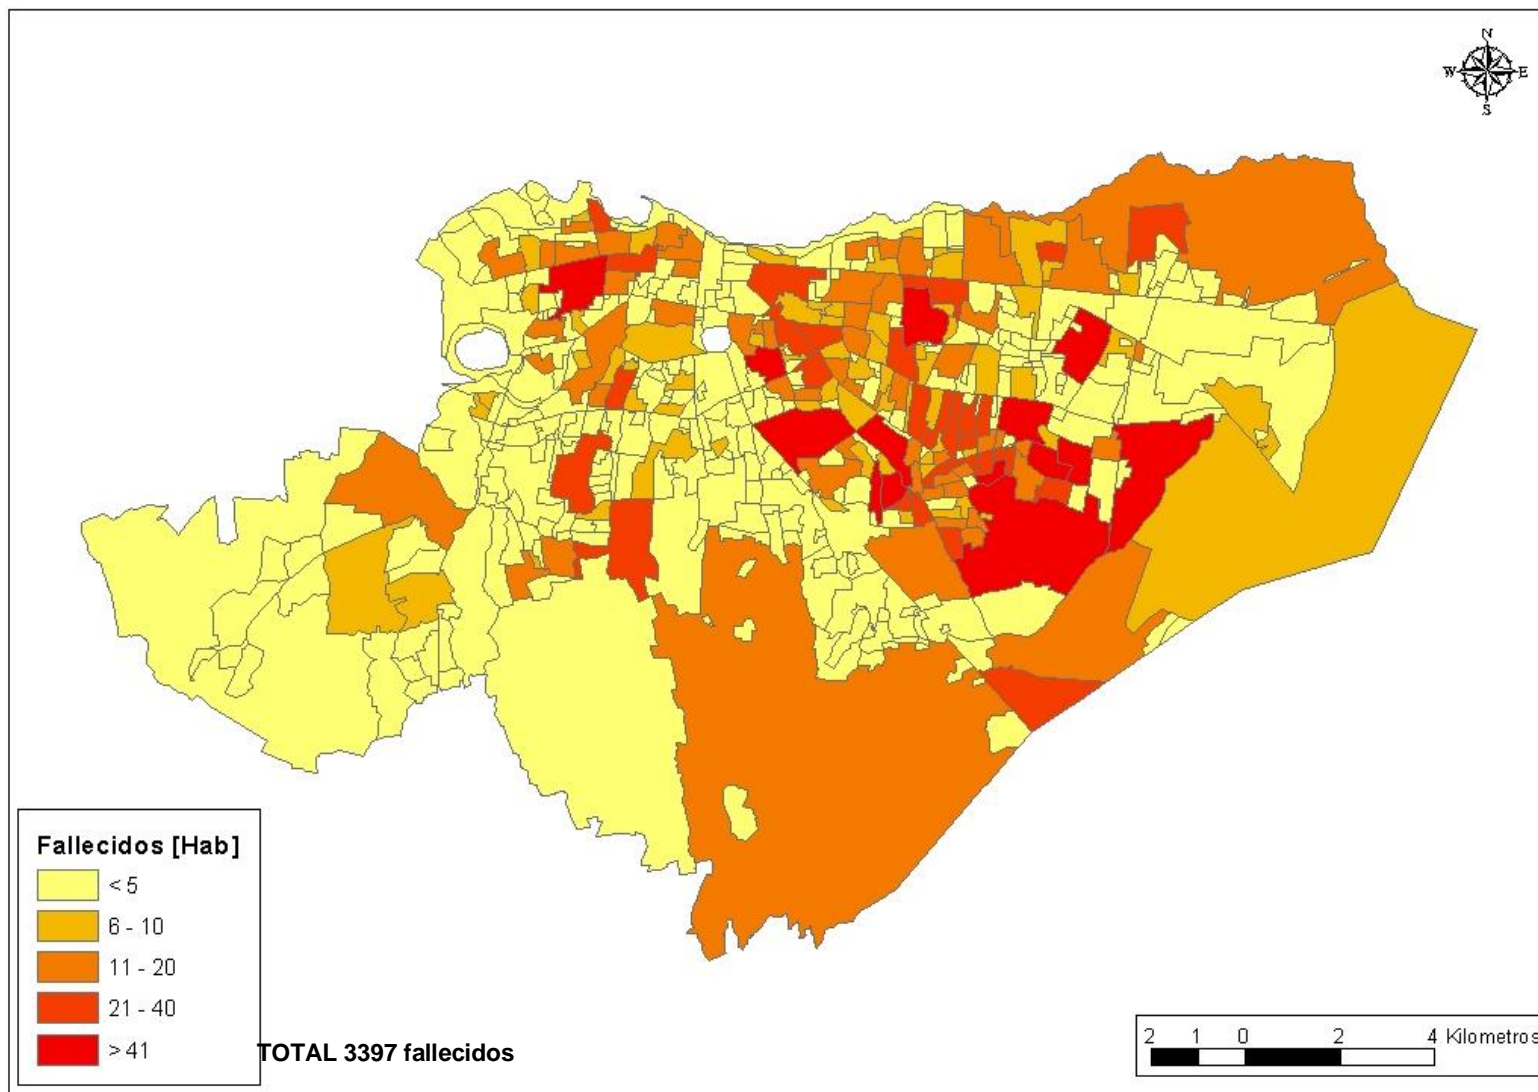 N
W E
S
Fallecidos [Hab]
< 5
6 - 10
11 - 20
21 - 40
> 41
TOTAL 3397 fallecidos
2 1 0 2 4 Kilometros